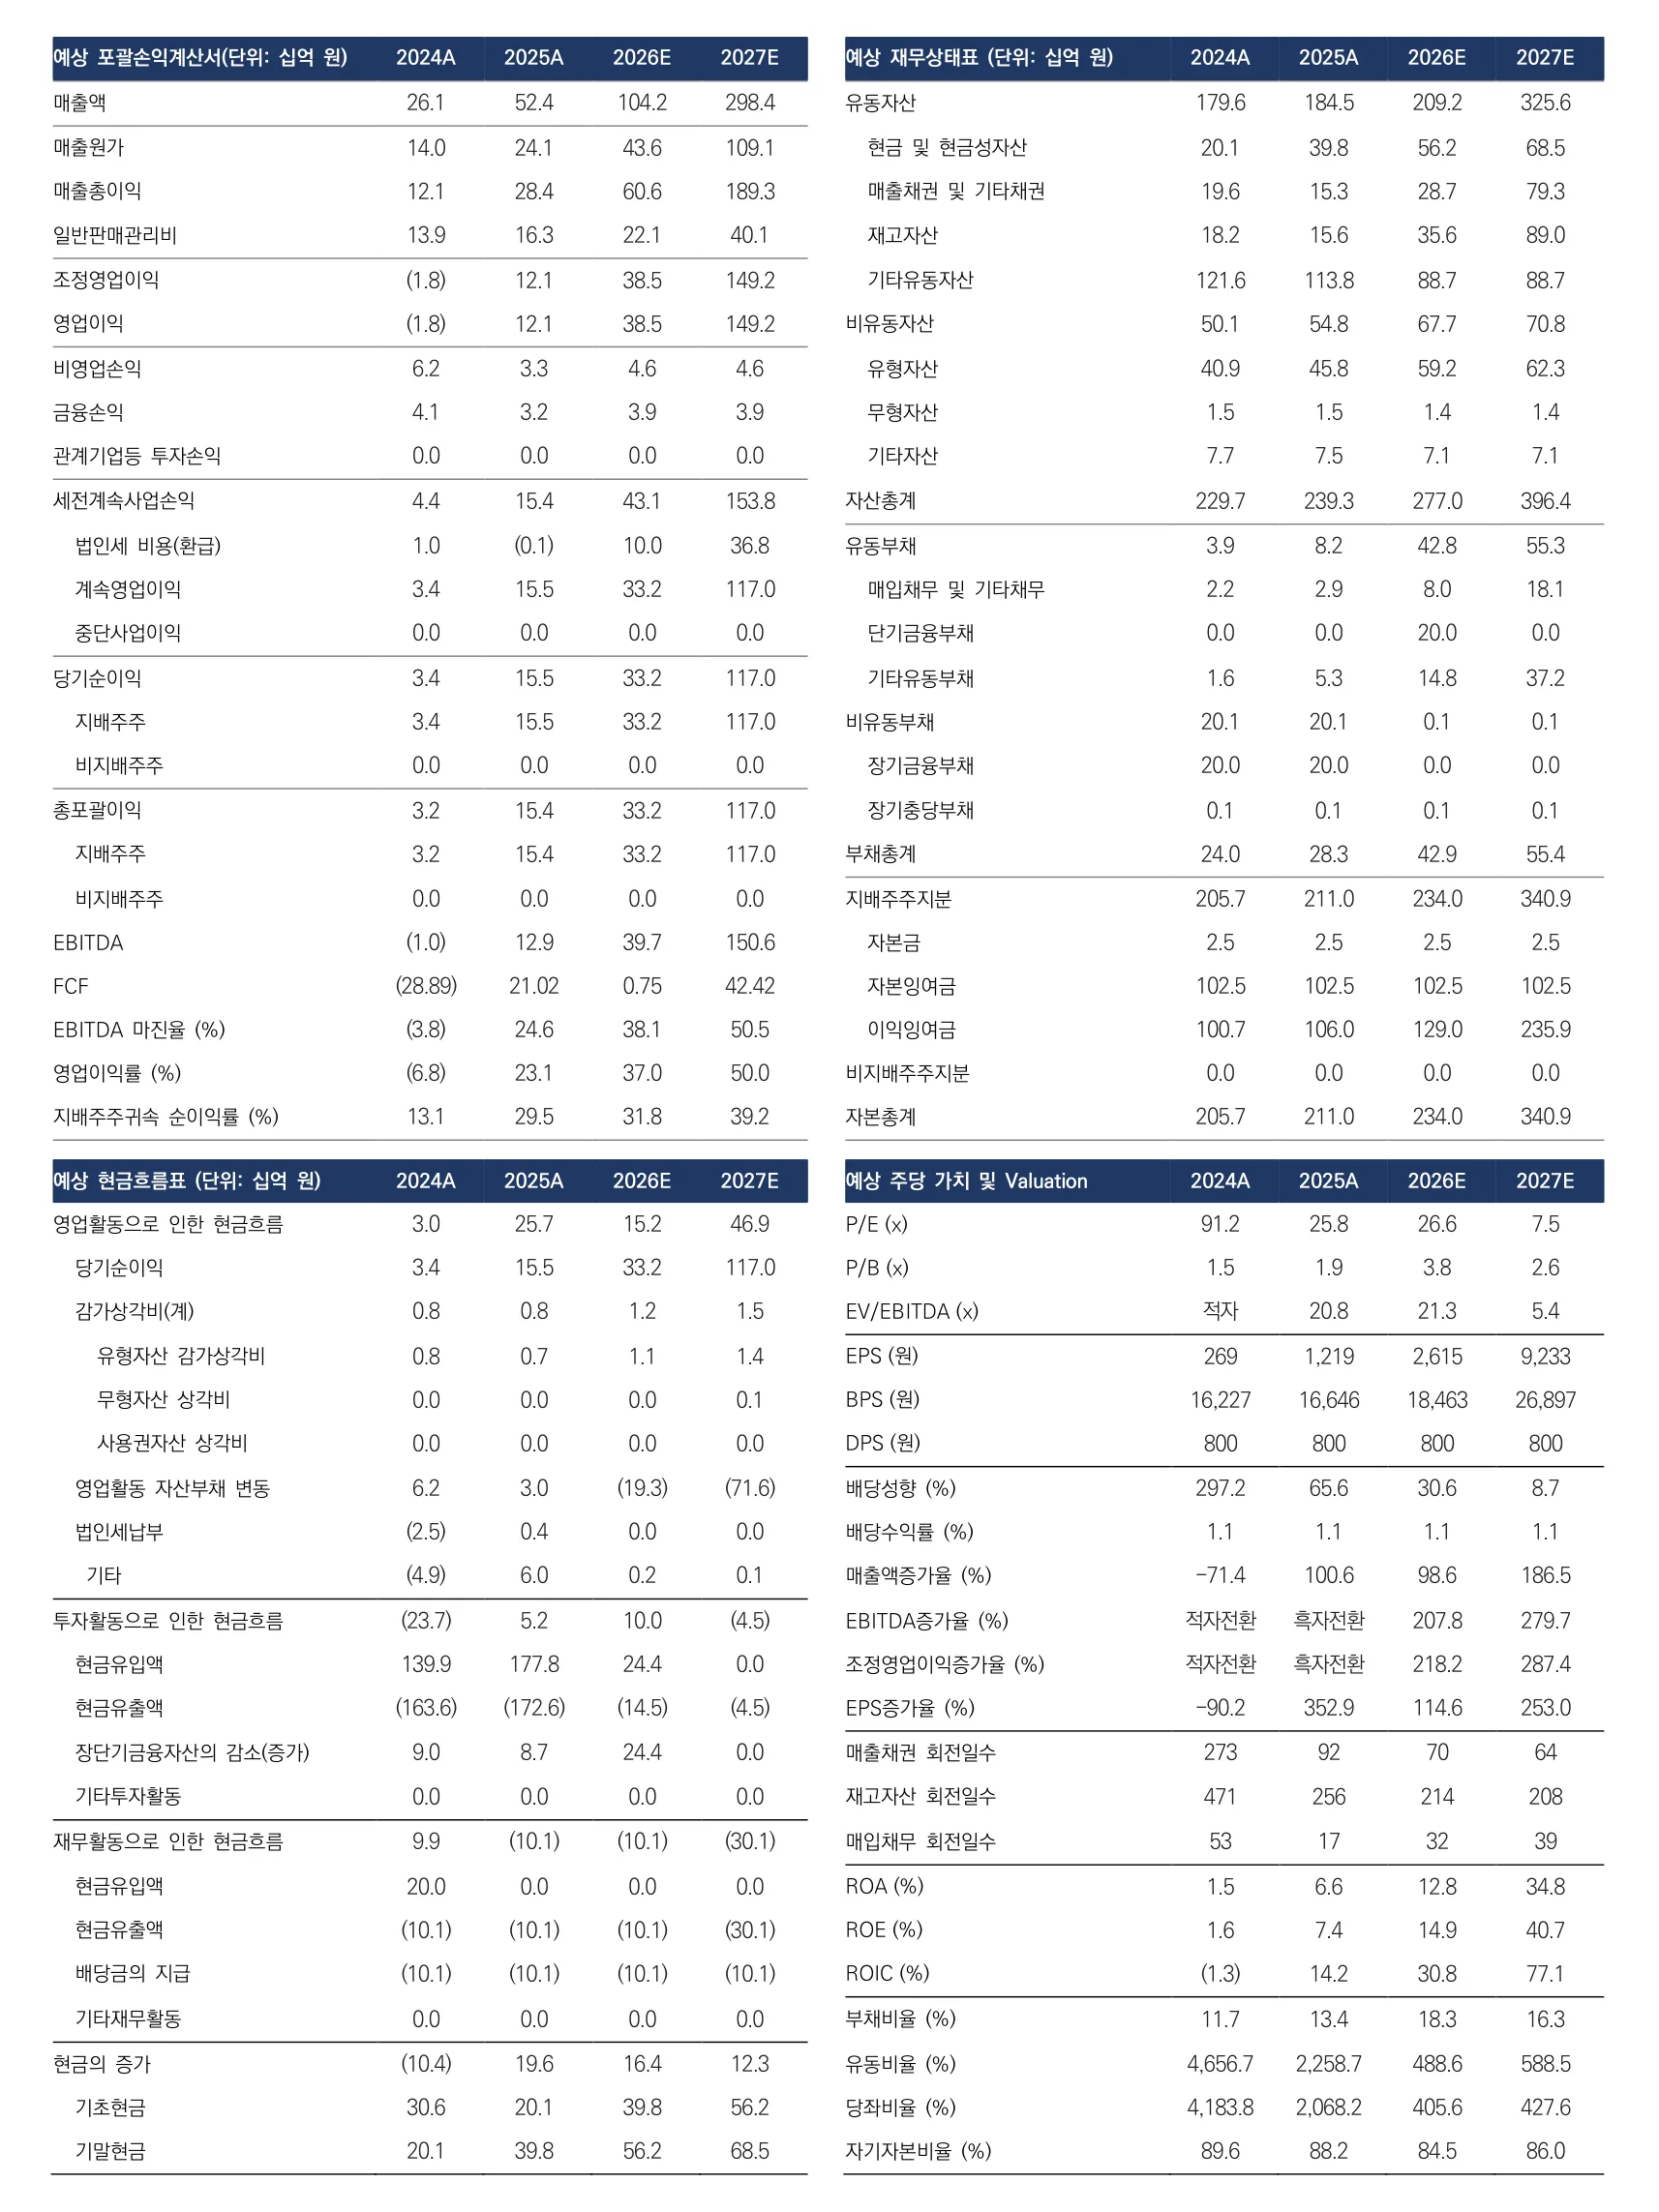 예상 포괄손익계산서(단위: 십억 원) 2024A 2025A 2026E 2027E
매출액 26.1 52.4 104.2 298.4
매출원가 14.0 24.1 43.6 109.1
매출총이익 12.1 28.4 60.6 189.3
일반판매관리비 13.9 16.3 22.1 40.1
조정영업이익 (1.8) 12.1 38.5 149.2
영업이익 (1.8) 12.1 38.5 149.2
비영업손익 6.2 3.3 4.6 4.6
금융손익 4.1 3.2 3.9 3.9
관계기업등 투자손익 0.0 0.0 0.0 0.0
세전계속사업손익 4.4 15.4 43.1 153.8
법인세 비용(환급) 1.0 (0.1) 10.0 36.8
계속영업이익 3.4 15.5 33.2 117.0
중단사업이익 0.0 0.0 0.0 0.0
당기순이익 3.4 15.5 33.2 117.0
지배주주 3.4 15.5 33.2 117.0
비지배주주 0.0 0.0 0.0 0.0
총포괄이익 3.2 15.4 33.2 117.0
지배주주 3.2 15.4 33.2 117.0
비지배주주 0.0 0.0 0.0 0.0
EBITDA (1.0) 12.9 39.7 150.6
FCF (28.89) 21.02 0.75 42.42
EBITDA 마진율 (%) (3.8) 24.6 38.1 50.5
영업이익률 (%) (6.8) 23.1 37.0 50.0
지배주주귀속 순이익률 (%) 13.1 29.5 31.8 39.2
예상 재무상태표 (단위: 십억 원) 2024A 2025A 2026E 2027E
유동자산 179.6 184.5 209.2 325.6
현금 및 현금성자산 20.1 39.8 56.2 68.5
매출채권 및 기타채권 19.6 15.3 28.7 79.3
재고자산 18.2 15.6 35.6 89.0
기타유동자산 121.6 113.8 88.7 88.7
비유동자산 50.1 54.8 67.7 70.8
유형자산 40.9 45.8 59.2 62.3
무형자산 1.5 1.5 1.4 1.4
기타자산 7.7 7.5 7.1 7.1
자산총계 229.7 239.3 277.0 396.4
유동부채 3.9 8.2 42.8 55.3
매입채무 및 기타채무 2.2 2.9 8.0 18.1
단기금융부채 0.0 0.0 20.0 0.0
기타유동부채 1.6 5.3 14.8 37.2
비유동부채 20.1 20.1 0.1 0.1
장기금융부채 20.0 20.0 0.0 0.0
장기충당부채 0.1 0.1 0.1 0.1
부채총계 24.0 28.3 42.9 55.4
지배주주지분 205.7 211.0 234.0 340.9
자본금 2.5 2.5 2.5 2.5
자본잉여금 102.5 102.5 102.5 102.5
이익잉여금 100.7 106.0 129.0 235.9
비지배주주지분 0.0 0.0 0.0 0.0
자본총계 205.7 211.0 234.0 340.9
예상 현금흐름표 (단위: 십억 원) 2024A 2025A 2026E 2027E
영업활동으로 인한 현금흐름 3.0 25.7 15.2 46.9
당기순이익 3.4 15.5 33.2 117.0
감가상각비(계) 0.8 0.8 1.2 1.5
유형자산 감가상각비 0.8 0.7 1.1 1.4
무형자산 상각비 0.0 0.0 0.0 0.1
사용권자산 상각비 0.0 0.0 0.0 0.0
영업활동 자산부채 변동 6.2 3.0 (19.3) (71.6)
법인세납부 (2.5) 0.4 0.0 0.0
기타 (4.9) 6.0 0.2 0.1
투자활동으로 인한 현금흐름 (23.7) 5.2 10.0 (4.5)
현금유입액 139.9 177.8 24.4 0.0
현금유출액 (163.6) (172.6) (14.5) (4.5)
장단기금융자산의 감소(증가) 9.0 8.7 24.4 0.0
기타투자활동 0.0 0.0 0.0 0.0
재무활동으로 인한 현금흐름 9.9 (10.1) (10.1) (30.1)
현금유입액 20.0 0.0 0.0 0.0
현금유출액 (10.1) (10.1) (10.1) (30.1)
배당금의 지급 (10.1) (10.1) (10.1) (10.1)
기타재무활동 0.0 0.0 0.0 0.0
현금의 증가 (10.4) 19.6 16.4 12.3
기초현금 30.6 20.1 39.8 56.2
기말현금 20.1 39.8 56.2 68.5
예상 주당 가치 및 Valuation 2024A 2025A 2026E 2027E
P/E (x) 91.2 25.8 26.6 7.5
P/B (x) 1.5 1.9 3.8 2.6
EV/EBITDA (x) 적자 20.8 21.3 5.4
EPS (원) 269 1,219 2,615 9,233
BPS (원) 16,227 16,646 18,463 26,897
DPS (원) 800 800 800 800
배당성향 (%) 297.2 65.6 30.6 8.7
배당수익률 (%) 1.1 1.1 1.1 1.1
매출액증가율 (%) -71.4 100.6 98.6 186.5
EBITDA증가율 (%) 적자전환 흑자전환 207.8 279.7
조정영업이익증가율 (%) 적자전환 흑자전환 218.2 287.4
EPS증가율 (%) -90.2 352.9 114.6 253.0
매출채권 회전일수 273 92 70 64
재고자산 회전일수 471 256 214 208
매입채무 회전일수 53 17 32 39
ROA (%) 1.5 6.6 12.8 34.8
ROE (%) 1.6 7.4 14.9 40.7
ROIC (%) (1.3) 14.2 30.8 77.1
부채비율 (%) 11.7 13.4 18.3 16.3
유동비율 (%) 4,656.7 2,258.7 488.6 588.5
당좌비율 (%) 4,183.8 2,068.2 405.6 427.6
자기자본비율 (%) 89.6 88.2 84.5 86.0